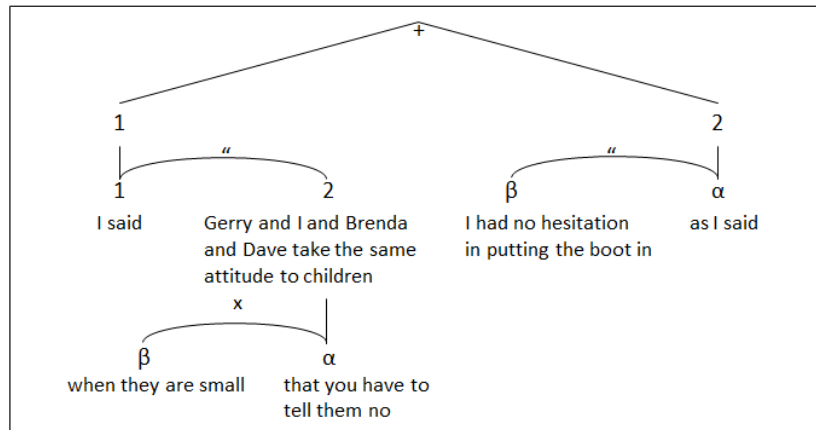 +
1 2
“ “
1 2 β α
I said Gerry and I and Brenda I had no hesitation as I said
and Dave take the same in putting the boot in
attitude to children
x
β α
when they are small that you have to
tell them no